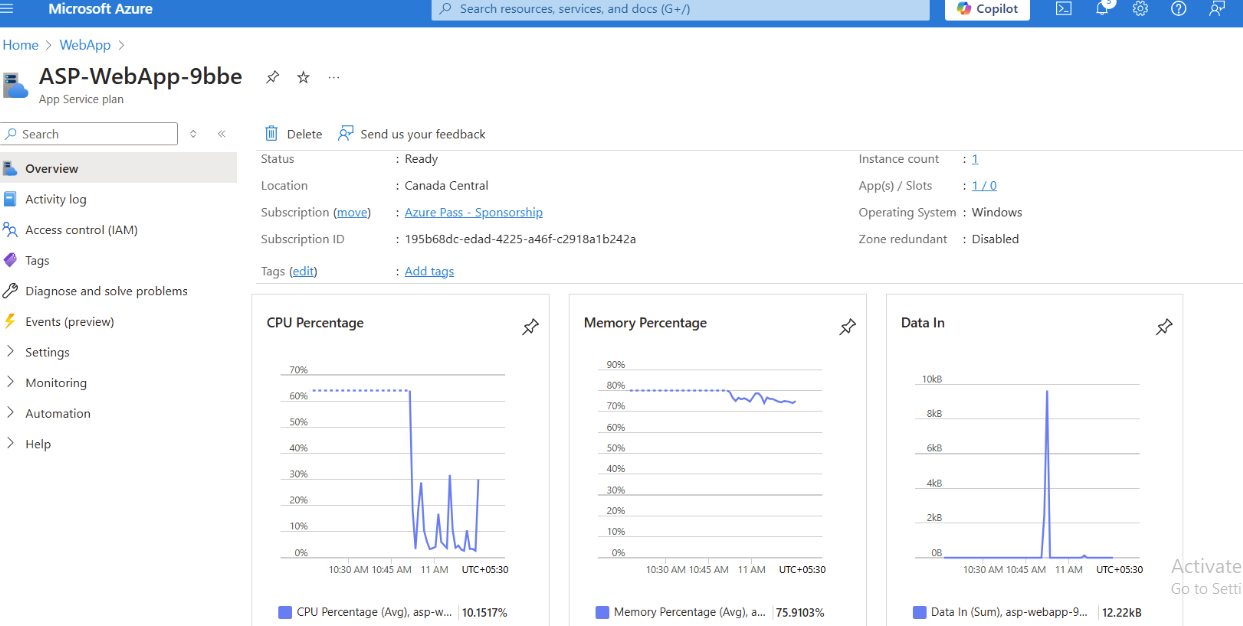 Microsoft Azure
Search resources, services, and docs (G+/)
Copilot
Home > WebApp >
ASP-WebApp-9bbe
App Service plan
Search
Overview
Activity log
Access control (IAM)
Tags
Diagnose and solve problems
Events (preview)
Settings
Monitoring
Automation
Help
Delete
Send us your feedback
Status : Ready
Location : Canada Central
Subscription (move) : Azure Pass - Sponsorship
Subscription ID : 195b68dc-edad-4225-a46f-c2918a1b242a
Tags (edit) : Add tags
Instance count : 1
App(s) / Slots : 1 / 0
Operating System : Windows
Zone redundant : Disabled
CPU Percentage
70%
60%
50%
40%
30%
20%
10%
0%
10:30 AM 10:45 AM 11 AM UTC+05:30
CPU Percentage (Avg), asp-w... 10.1517%
Memory Percentage
90%
80%
70%
60%
50%
40%
30%
20%
10%
0%
10:30 AM 10:45 AM 11 AM UTC+05:30
Memory Percentage (Avg), a... 75.9103%
Data In
10kB
8kB
6kB
4kB
2kB
0B
10:30 AM 10:45 AM 11 AM UTC+05:30
Data In (Sum), asp-webapp-9... 12.22kB
Activate
Go to Setti